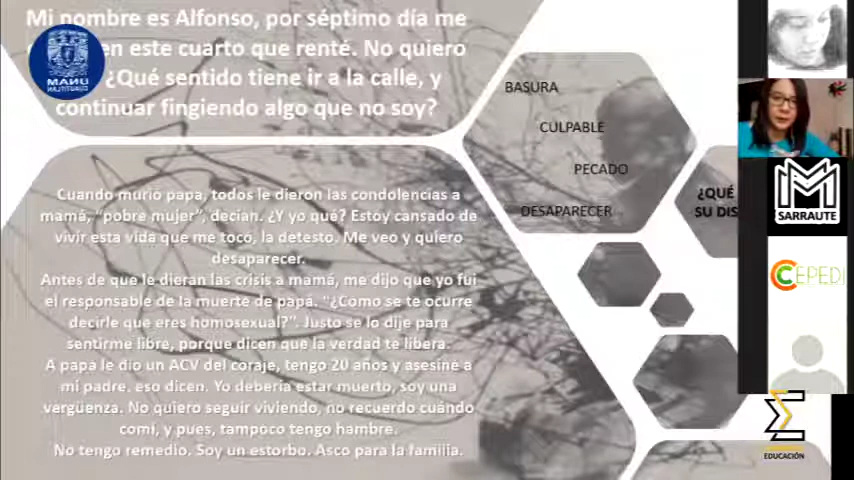 Mi nombre es Alfonso, por séptimo día me
en este cuarto que renté. No quiero
¿Qué sentido tiene ir a la calle, y
continuar fingiendo algo que no soy?
Cuando murió papa, todos le dieron las condolencias a
mamá, "pobre mujer", decían. ¿Y yo qué? Estoy cansado de
vivir esta vida que me tocó, la detesto. Me veo y quiero
desaparecer.
Antes de que le dieran las crisis a mamá, me dijo que yo fui
el responsable de la muerte de papá. "¿Como se te ocurre
decirle que eres homosexual?". Justo se lo dije para
sentirme libre, porque dicen que la verdad te libera.
A papa le dio un ACV del coraje, tengo 20 años y asesiné a
mi padre. eso dicen. Yo debería estar muerto, soy una
vergüenza. No quiero seguir viviendo, no recuerdo cuándo
comí, y pues, tampoco tengo hambre.
No tengo remedio. Soy un estorbo. Asco para la familia.
BASURA
CULPABLE
PECADO
DESAPARECER
¿QUÉ
SU DIS
SARRAUTE
CEPEDI
EDUCACIÓN